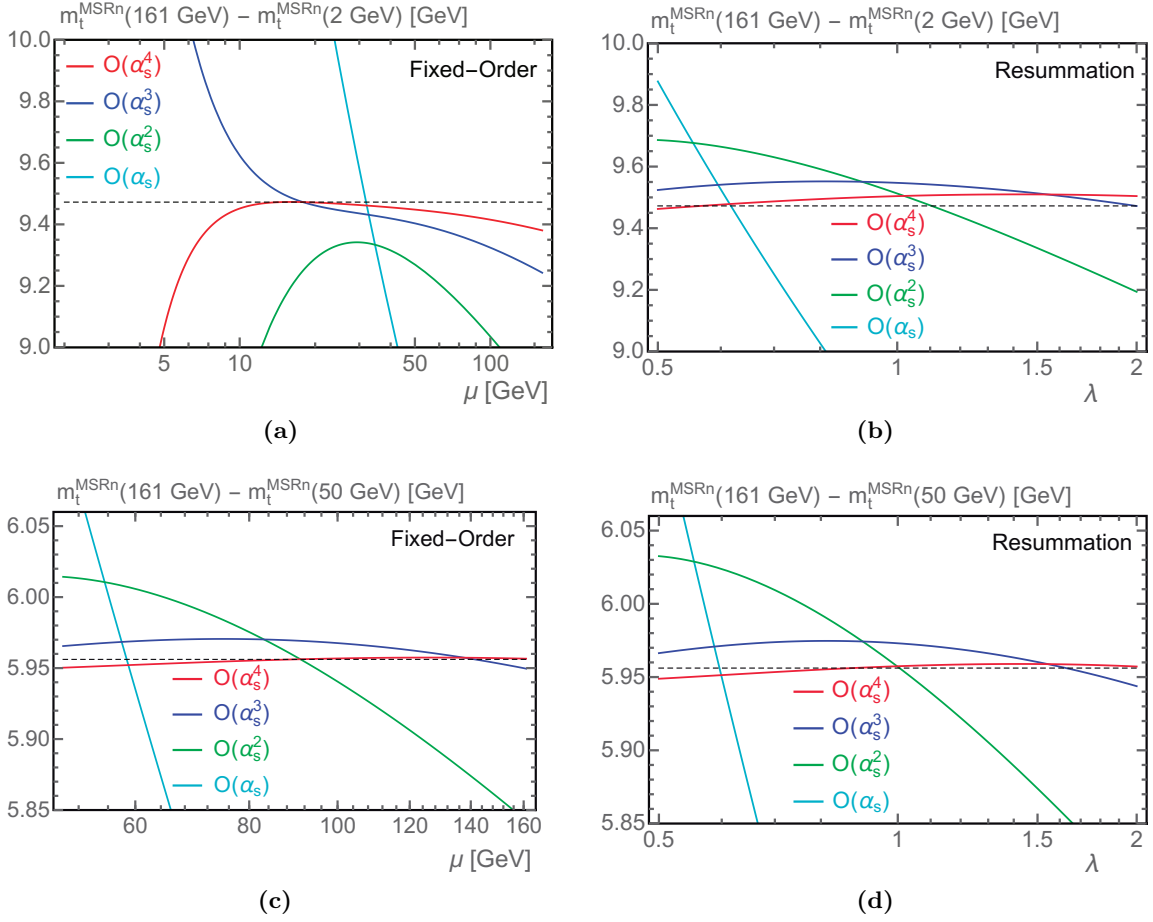 m_t^MSRn(161 GeV) − m_t^MSRn(2 GeV) [GeV]
10.0
9.8
9.6
9.4
9.2
9.0
O(α_s^4)
O(α_s^3)
O(α_s^2)
O(α_s)
Fixed−Order
5 10 50 100
μ [GeV]
(a)
m_t^MSRn(161 GeV) − m_t^MSRn(2 GeV) [GeV]
10.0
9.8
9.6
9.4
9.2
9.0
Resummation
O(α_s^4)
O(α_s^3)
O(α_s^2)
O(α_s)
0.5 1 2
λ
(b)
m_t^MSRn(161 GeV) − m_t^MSRn(50 GeV) [GeV]
6.05
6.00
5.95
5.90
5.85
Fixed−Order
O(α_s^4)
O(α_s^3)
O(α_s^2)
O(α_s)
60 80 100 120 140 160
μ [GeV]
(c)
m_t^MSRn(161 GeV) − m_t^MSRn(50 GeV) [GeV]
6.05
6.00
5.95
5.90
5.85
Resummation
O(α_s^4)
O(α_s^3)
O(α_s^2)
O(α_s)
0.5 1 2
λ
(d)